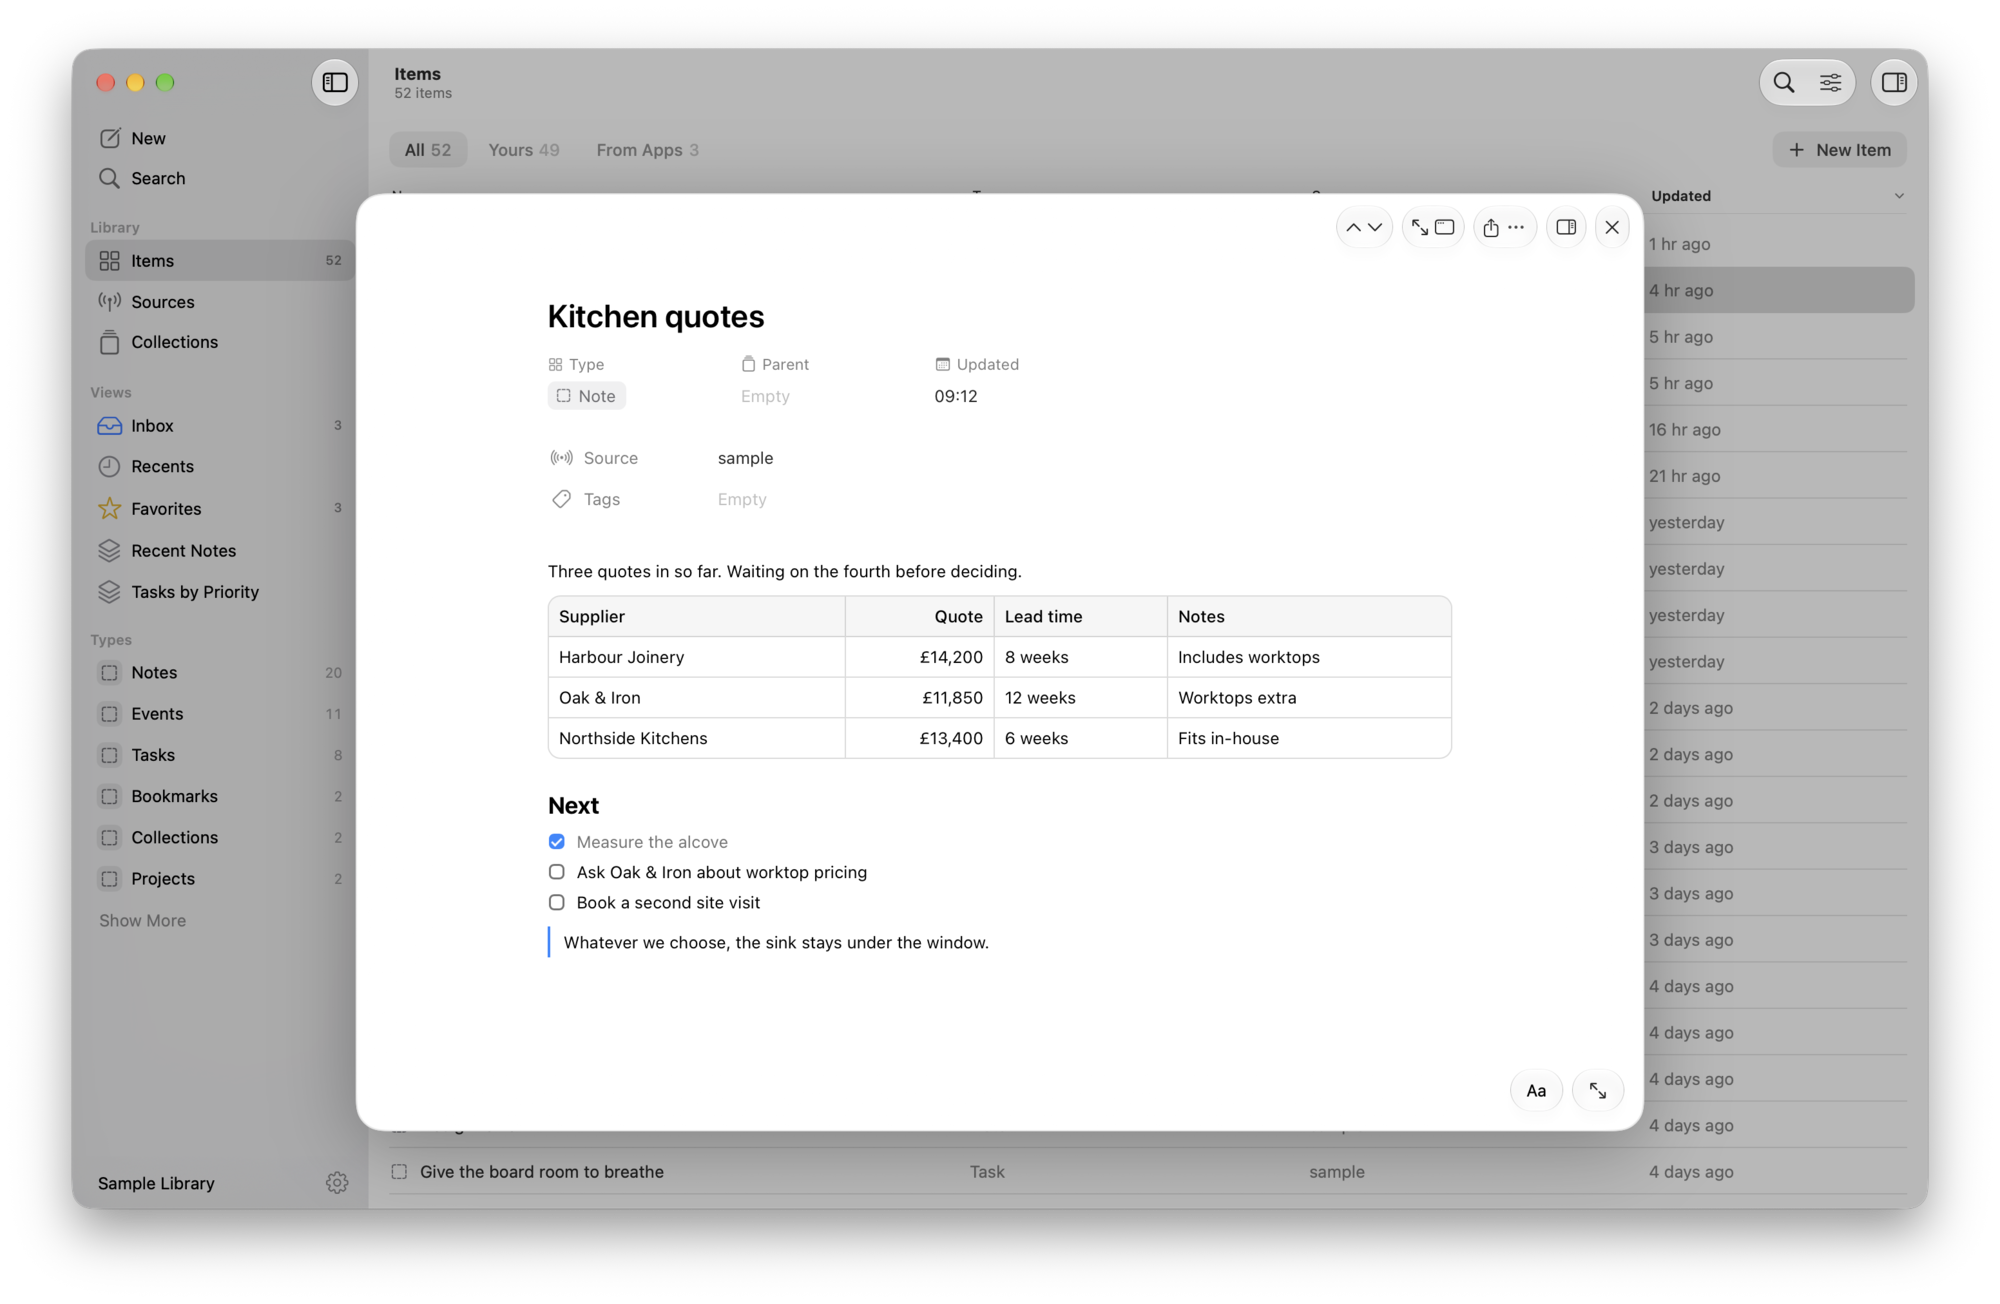 Items
52 items
New
Search
All 52
Yours 49
From Apps 3
New Item
Updated
Library
Items 52
Sources
Collections
Views
Inbox 3
Recents
Favorites 3
Recent Notes
Tasks by Priority
Types
Notes 20
Events 11
Tasks 8
Bookmarks 2
Collections 2
Projects 2
Show More
Sample Library
Kitchen quotes
Type Parent Updated
Note Empty 09:12
Source sample
Tags Empty
Three quotes in so far. Waiting on the fourth before deciding.
Supplier Quote Lead time Notes
Harbour Joinery £14,200 8 weeks Includes worktops
Oak & Iron £11,850 12 weeks Worktops extra
Northside Kitchens £13,400 6 weeks Fits in-house
Next
Measure the alcove
Ask Oak & Iron about worktop pricing
Book a second site visit
Whatever we choose, the sink stays under the window.
Aa
1 hr ago
4 hr ago
5 hr ago
5 hr ago
16 hr ago
21 hr ago
yesterday
yesterday
yesterday
yesterday
2 days ago
2 days ago
2 days ago
3 days ago
3 days ago
3 days ago
4 days ago
4 days ago
4 days ago
4 days ago
Give the board room to breathe Task sample 4 days ago